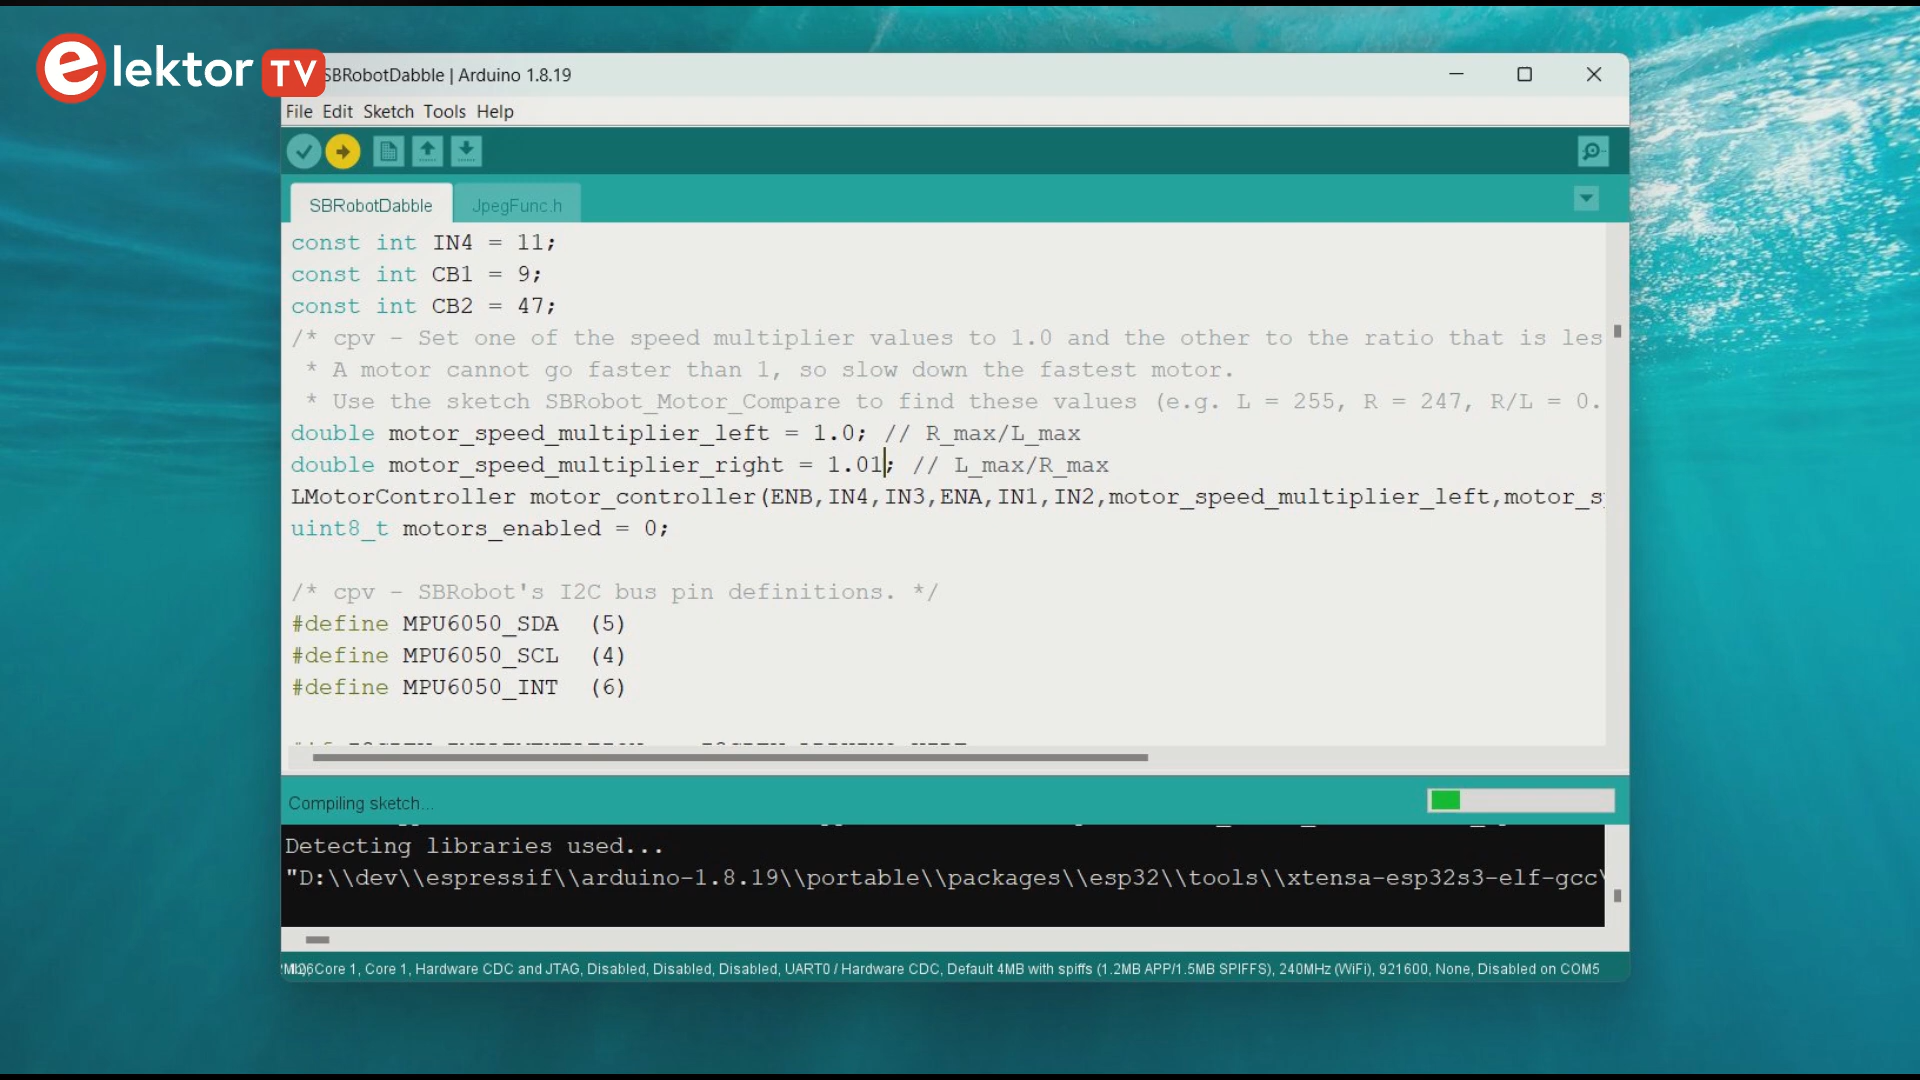 elektor TV
SBRobotDabble | Arduino 1.8.19
File Edit Sketch Tools Help
SBRobotDabble JpegFunc.h
const int IN4 = 11;
const int CB1 = 9;
const int CB2 = 47;
/* cpv - Set one of the speed multiplier values to 1.0 and the other to the ratio that is les
* A motor cannot go faster than 1, so slow down the fastest motor.
* Use the sketch SBRobot_Motor_Compare to find these values (e.g. L = 255, R = 247, R/L = 0.
double motor_speed_multiplier_left = 1.0; // R_max/L_max
double motor_speed_multiplier_right = 1.01; // L_max/R_max
LMotorController motor_controller(ENB,IN4,IN3,ENA,IN1,IN2,motor_speed_multiplier_left,motor_s
uint8_t motors_enabled = 0;
/* cpv - SBRobot's I2C bus pin definitions. */
#define MPU6050_SDA (5)
#define MPU6050_SCL (4)
#define MPU6050_INT (6)
Compiling sketch...
Detecting libraries used...
"D:\\dev\\espressif\\arduino-1.8.19\\portable\\packages\\esp32\\tools\\xtensa-esp32s3-elf-gcc\
Core 1, Core 1, Hardware CDC and JTAG, Disabled, Disabled, Disabled, UART0 / Hardware CDC, Default 4MB with spiffs (1.2MB APP/1.5MB SPIFFS), 240MHz (WiFi), 921600, None, Disabled on COM5